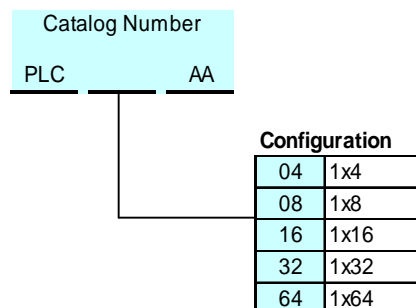 Catalog Number
PLC AA
Configuration
04 1x4
08 1x8
16 1x16
32 1x32
64 1x64